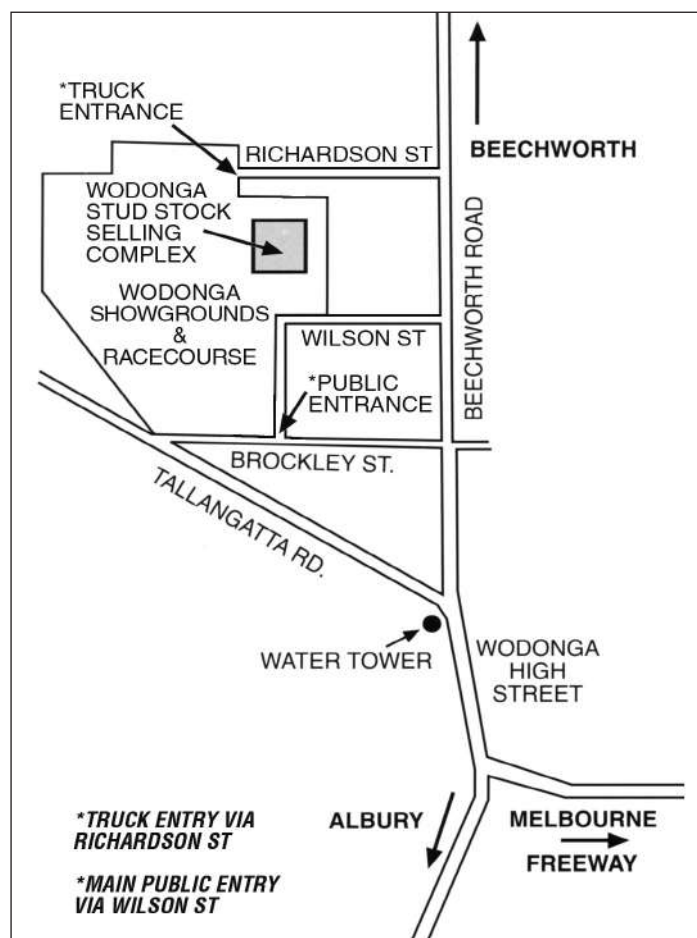 *TRUCK
ENTRANCE
RICHARDSON ST
BEECHWORTH
WODONGA
STUD STOCK
SELLING
COMPLEX
BEECHWORTH ROAD
WODONGA
SHOWGROUNDS
&
RACECOURSE
WILSON ST
*PUBLIC
ENTRANCE
BROCKLEY ST.
TALLANGATTA RD.
WATER TOWER
WODONGA
HIGH
STREET
*TRUCK ENTRY VIA
RICHARDSON ST
*MAIN PUBLIC ENTRY
VIA WILSON ST
ALBURY
MELBOURNE
FREEWAY